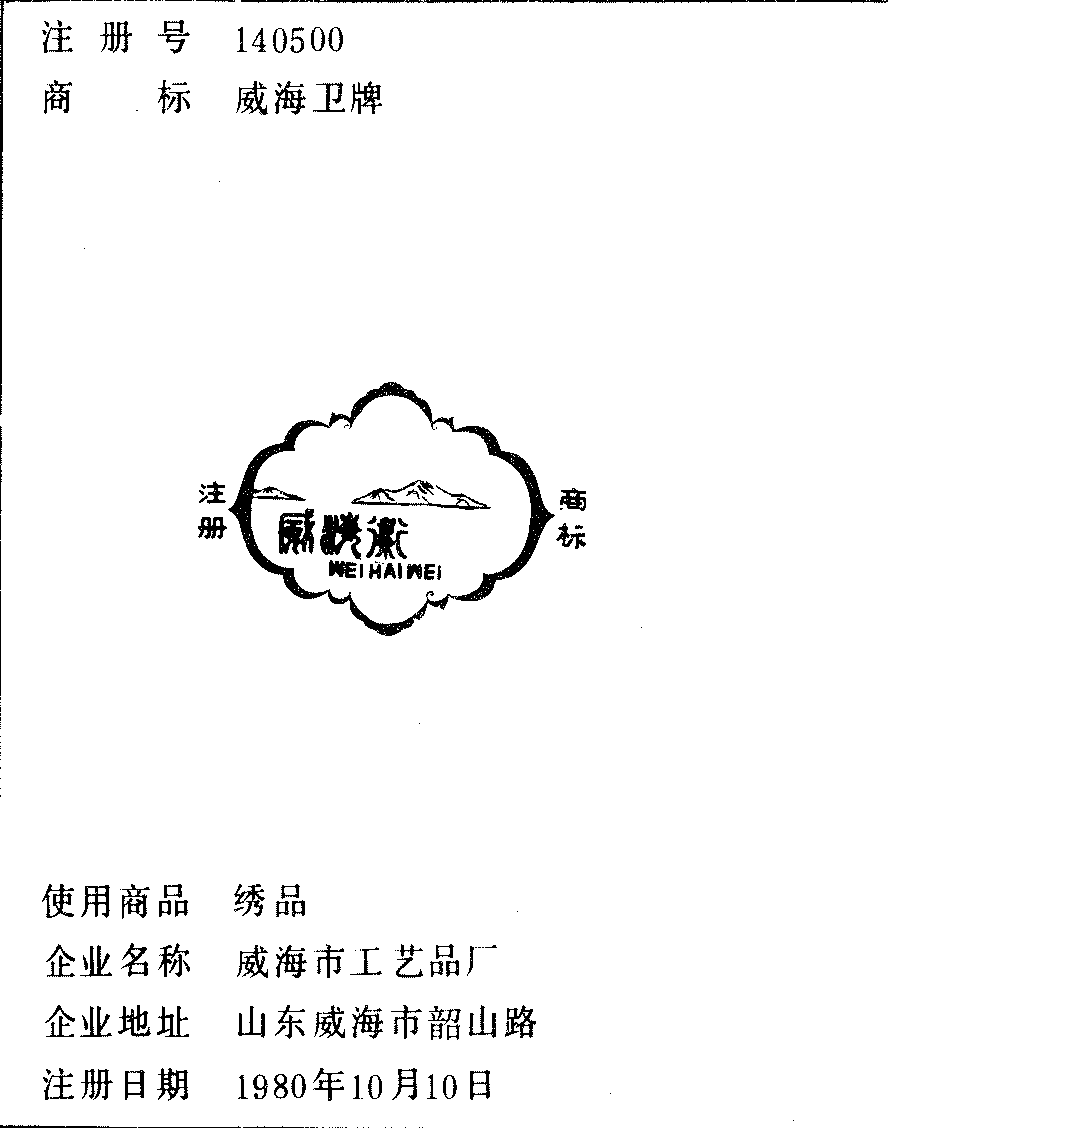 注册号 140500
商标 威海卫牌
注册
商标
威海衛
WEIHAIWEI
使用商品 绣品
企业名称 威海市工艺品厂
企业地址 山东威海市韶山路
注册日期 1980年10月10日